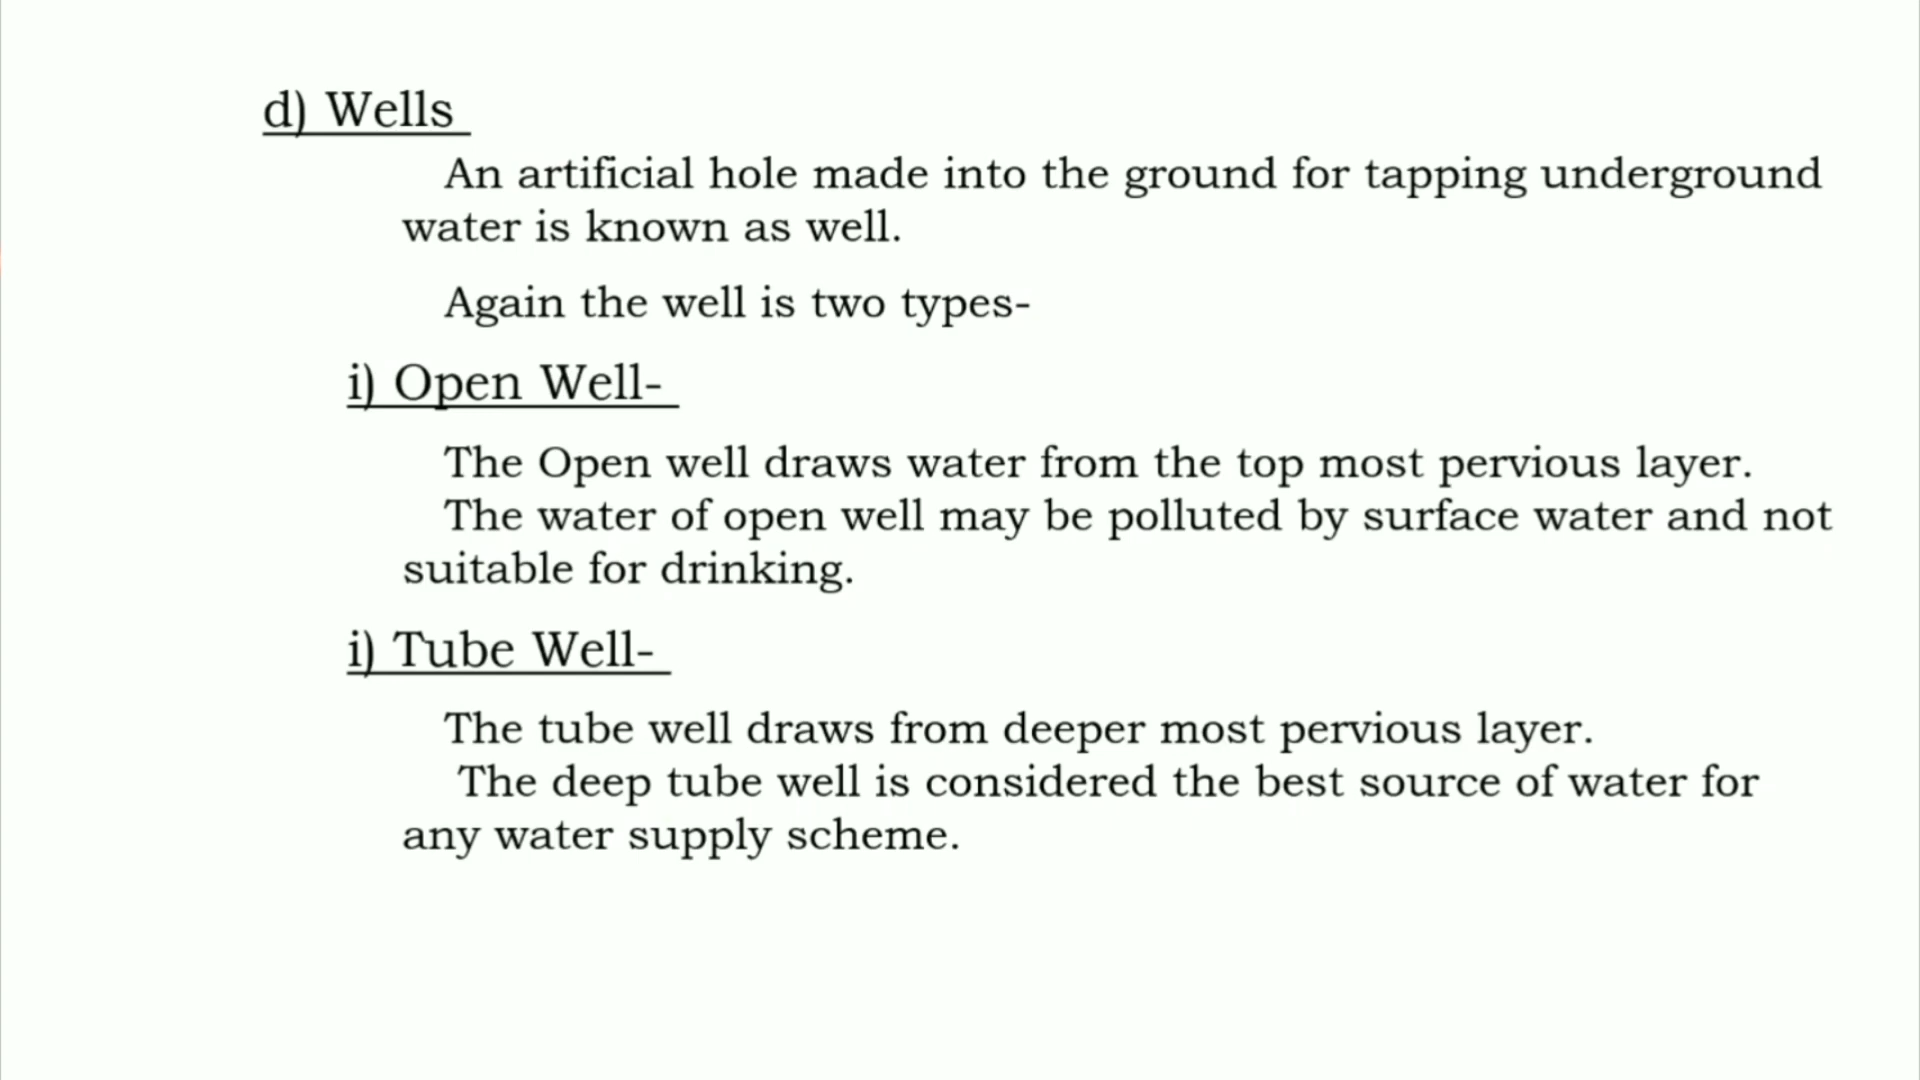 d) Wells
An artificial hole made into the ground for tapping underground
water is known as well.
Again the well is two types-
i) Open Well-
The Open well draws water from the top most pervious layer.
The water of open well may be polluted by surface water and not
suitable for drinking.
i) Tube Well-
The tube well draws from deeper most pervious layer.
The deep tube well is considered the best source of water for
any water supply scheme.